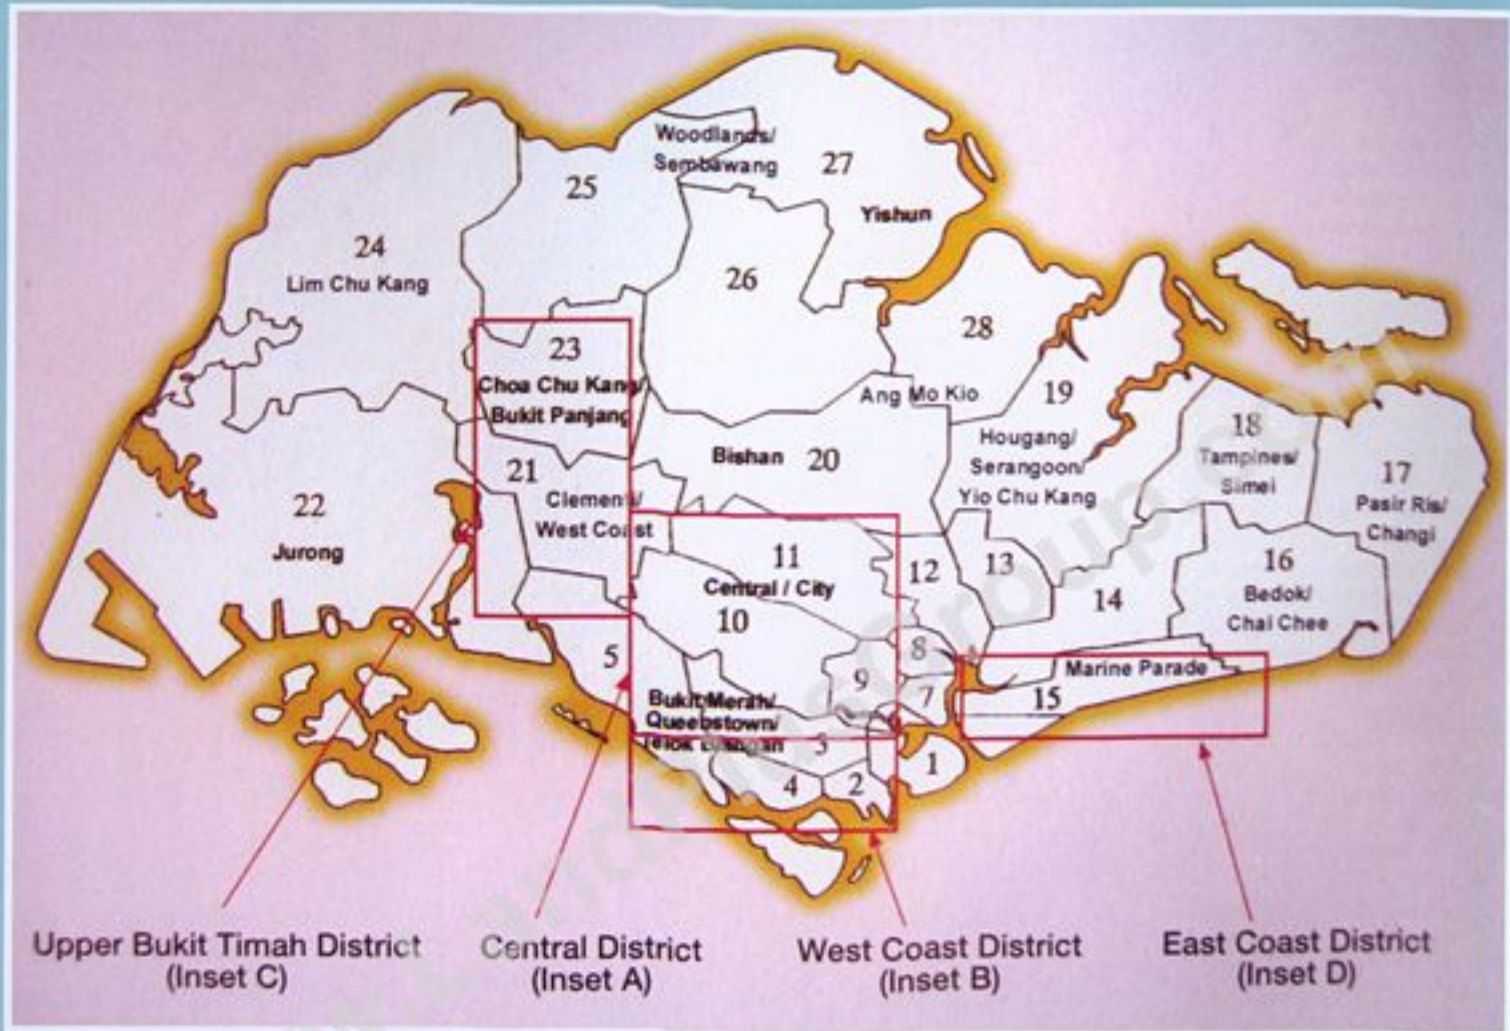 Woodlands/
Sembawang
27
25
Yishun
24
Lim Chu Kang
26
28
23
Choa Chu Kang/
Bukit Panjang
Ang Mo Kio
19
18
Tampines/
Simei
Hougang/
Serangoon/
Yio Chu Kang
17
Pasir Ris/
Changi
Bishan 20
21
Clementi/
West Coast
22
Jurong
11
Central / City
12
13
14
16
Bedok/
Chai Chee
10
5
8
9
7
Marine Parade
15
Bukit Merah/
Queenstown/
Telok Blangah
3
1
4
2
Upper Bukit Timah District
(Inset C)
Central District
(Inset A)
West Coast District
(Inset B)
East Coast District
(Inset D)